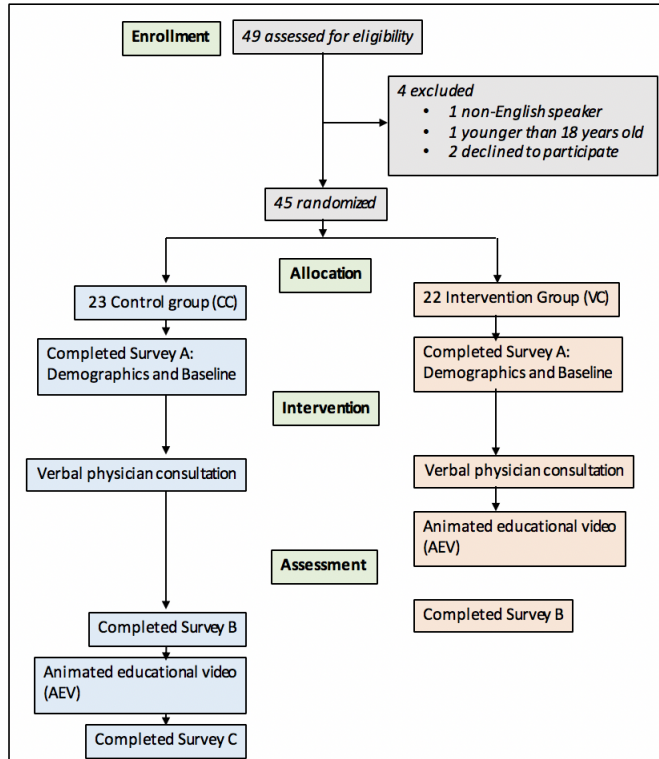 Enrollment
49 assessed for eligibility
4 excluded
• 1 non-English speaker
• 1 younger than 18 years old
• 2 declined to participate
45 randomized
Allocation
23 Control group (CC)
22 Intervention Group (VC)
Completed Survey A:
Demographics and Baseline
Completed Survey A:
Demographics and Baseline
Intervention
Verbal physician consultation
Verbal physician consultation
Animated educational video
(AEV)
Assessment
Completed Survey B
Completed Survey B
Animated educational video
(AEV)
Completed Survey C